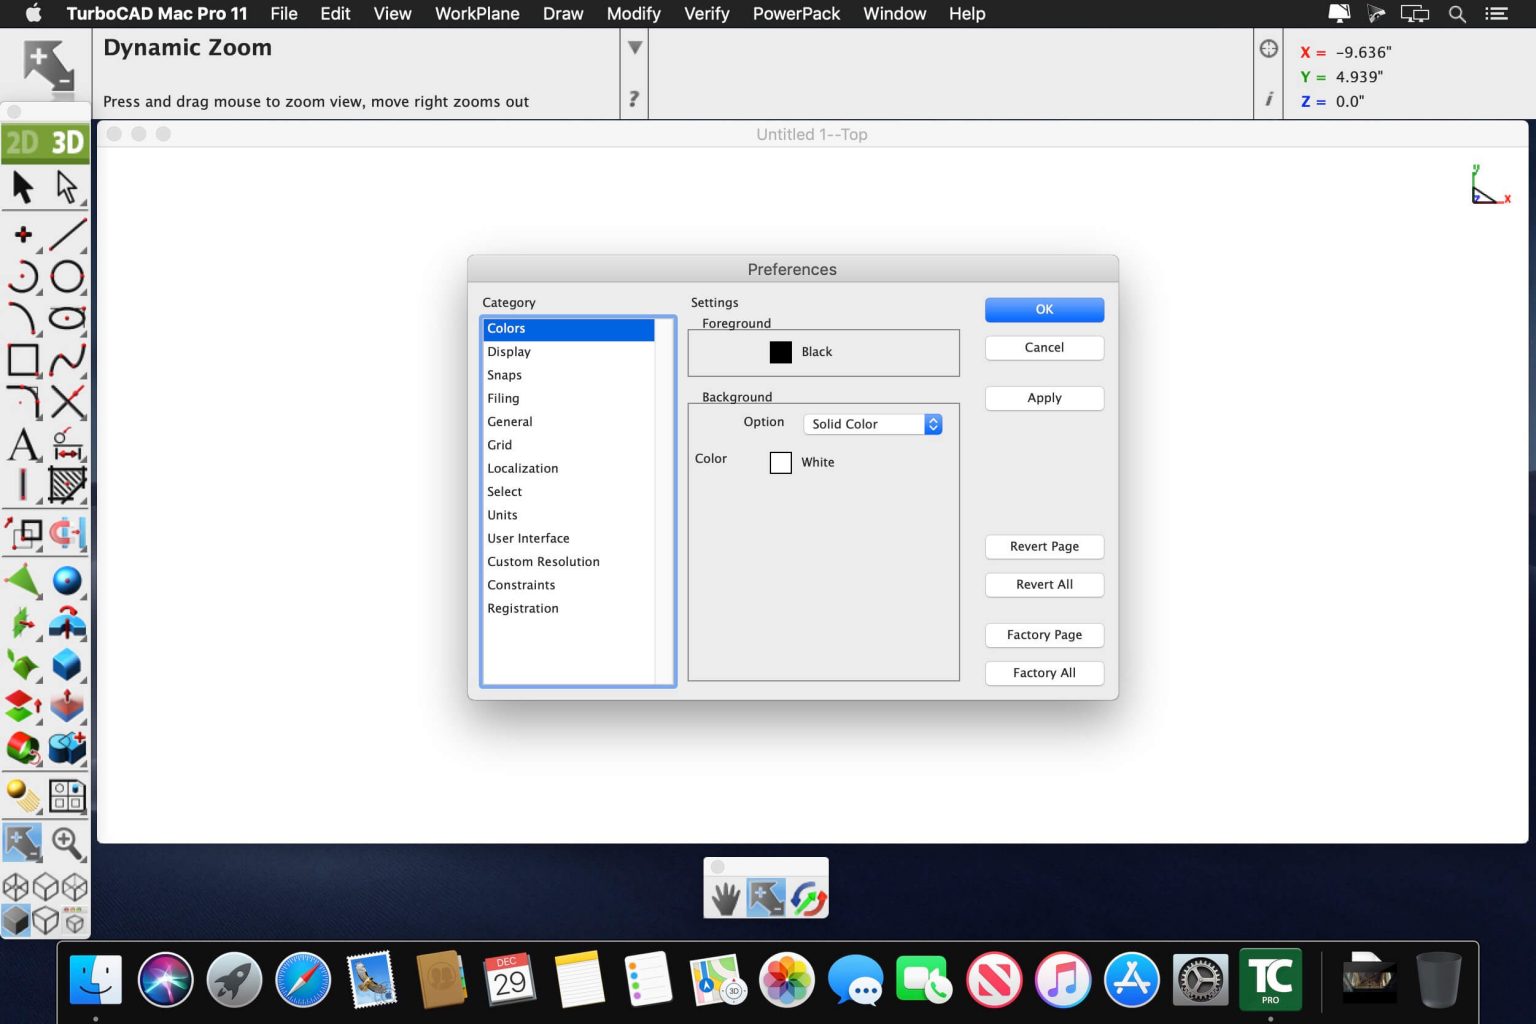 TurboCAD Mac Pro 11 File Edit View WorkPlane Draw Modify Verify PowerPack Window Help
Dynamic Zoom
Press and drag mouse to zoom view, move right zooms out
?
i
X = -9.636"
Y = 4.939"
Z = 0.0"
2D 3D
Untitled 1--Top
y
z x
A
Preferences
Category
Colors
Display
Snaps
Filing
General
Grid
Localization
Select
Units
User Interface
Custom Resolution
Constraints
Registration
Settings
Foreground
Black
Background
Option Solid Color
Color White
OK
Cancel
Apply
Revert Page
Revert All
Factory Page
Factory All
DEC
29
3D
TC
PRO